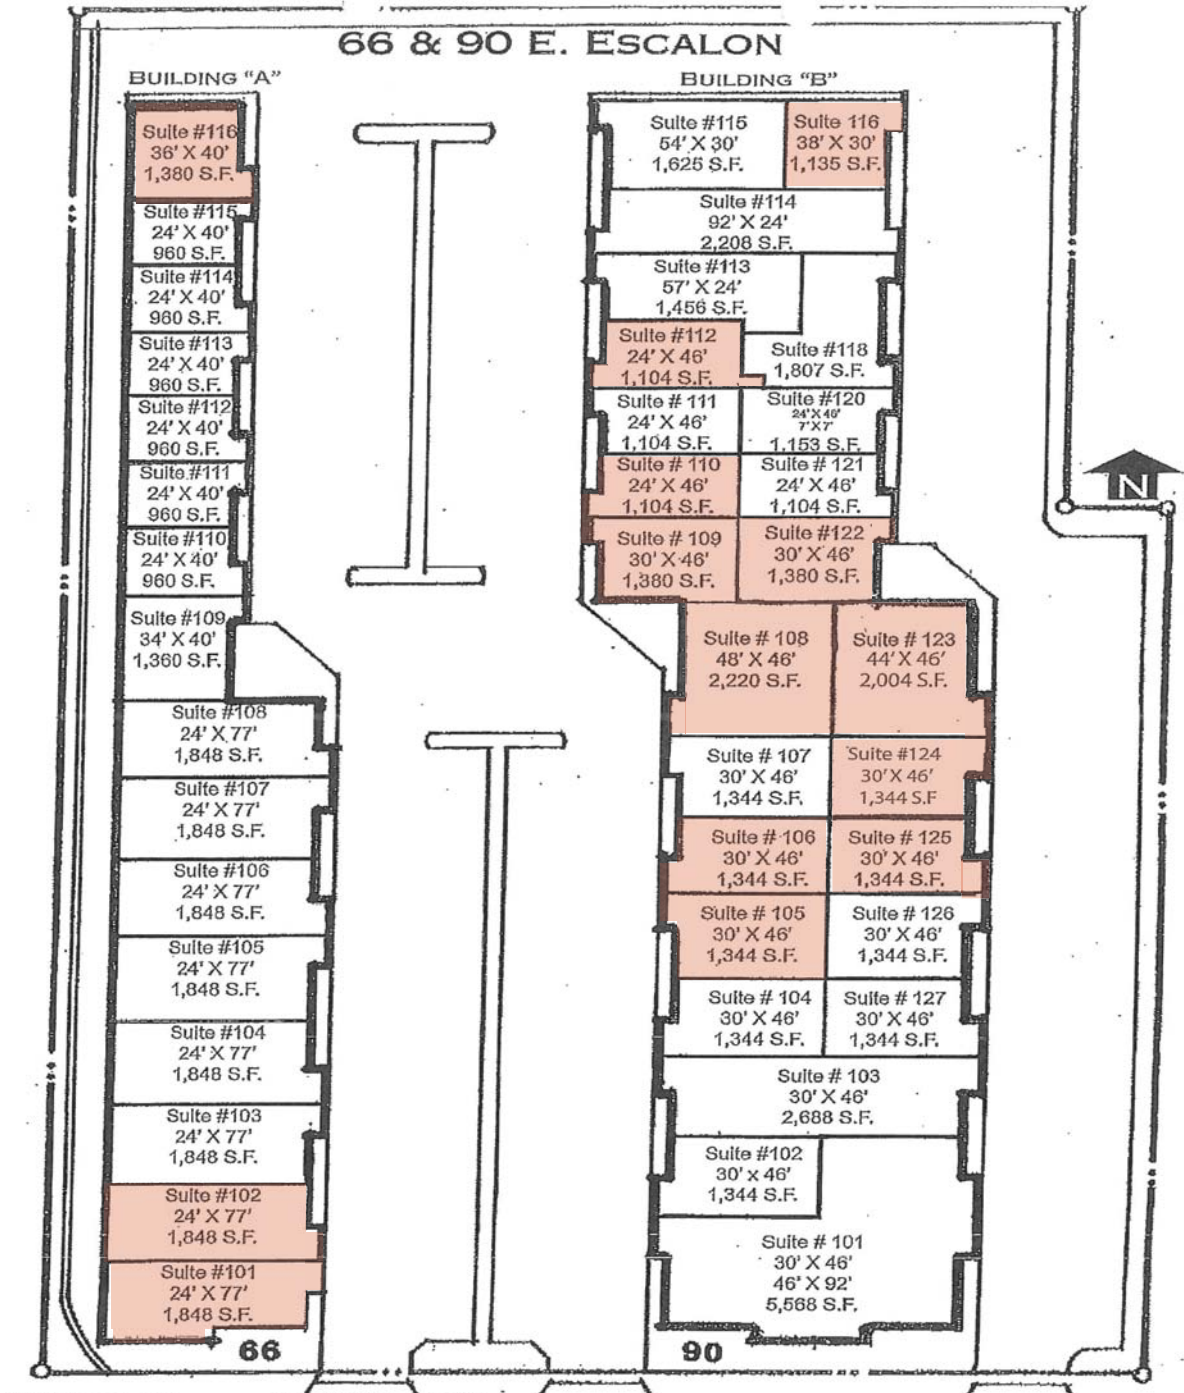 66 & 90 E. ESCALON
BUILDING "A"
Suite #116
36' X 40'
1,380 S.F.
Suite #115
24' X 40'
960 S.F.
Suite #114
24' X 40'
960 S.F.
Suite #113
24' X 40'
960 S.F.
Suite #112
24' X 40'
960 S.F.
Suite #111
24' X 40'
960 S.F.
Suite #110
24' X 40'
960 S.F.
Suite #109
34' X 40'
1,360 S.F.
Suite #108
24' X 77'
1,848 S.F.
Suite #107
24' X 77'
1,848 S.F.
Suite #106
24' X 77'
1,848 S.F.
Suite #105
24' X 77'
1,848 S.F.
Suite #104
24' X 77'
1,848 S.F.
Suite #103
24' X 77'
1,848 S.F.
Suite #102
24' X 77'
1,848 S.F.
Suite #101
24' X 77'
1,848 S.F.
66
BUILDING "B"
Suite #115
54' X 30'
1,625 S.F.
Suite 116
38' X 30'
1,135 S.F.
Suite #114
92' X 24'
2,208 S.F.
Suite #113
57' X 24'
1,456 S.F.
Suite #112
24' X 46'
1,104 S.F.
Suite #118
1,807 S.F.
Suite # 111
24' X 46'
1,104 S.F.
Suite #120
24' X 46'
7' X 7'
1,153 S.F.
Suite # 110
24' X 46'
1,104 S.F.
Suite # 121
24' X 46'
1,104 S.F.
Suite # 109
30' X 46'
1,380 S.F.
Suite #122
30' X 46'
1,380 S.F.
Suite # 108
48' X 46'
2,220 S.F.
Suite # 123
44' X 46'
2,004 S.F.
Suite # 107
30' X 46'
1,344 S.F.
Suite #124
30' X 46'
1,344 S.F
Suite # 106
30' X 46'
1,344 S.F.
Suite # 125
30' X 46'
1,344 S.F.
Suite # 105
30' X 46'
1,344 S.F.
Suite # 126
30' X 46'
1,344 S.F.
Suite # 104
30' X 46'
1,344 S.F.
Suite # 127
30' X 46'
1,344 S.F.
Suite # 103
30' X 46'
2,688 S.F.
Suite #102
30' x 46'
1,344 S.F.
Suite # 101
30' X 46'
46' X 92'
5,568 S.F.
90
N